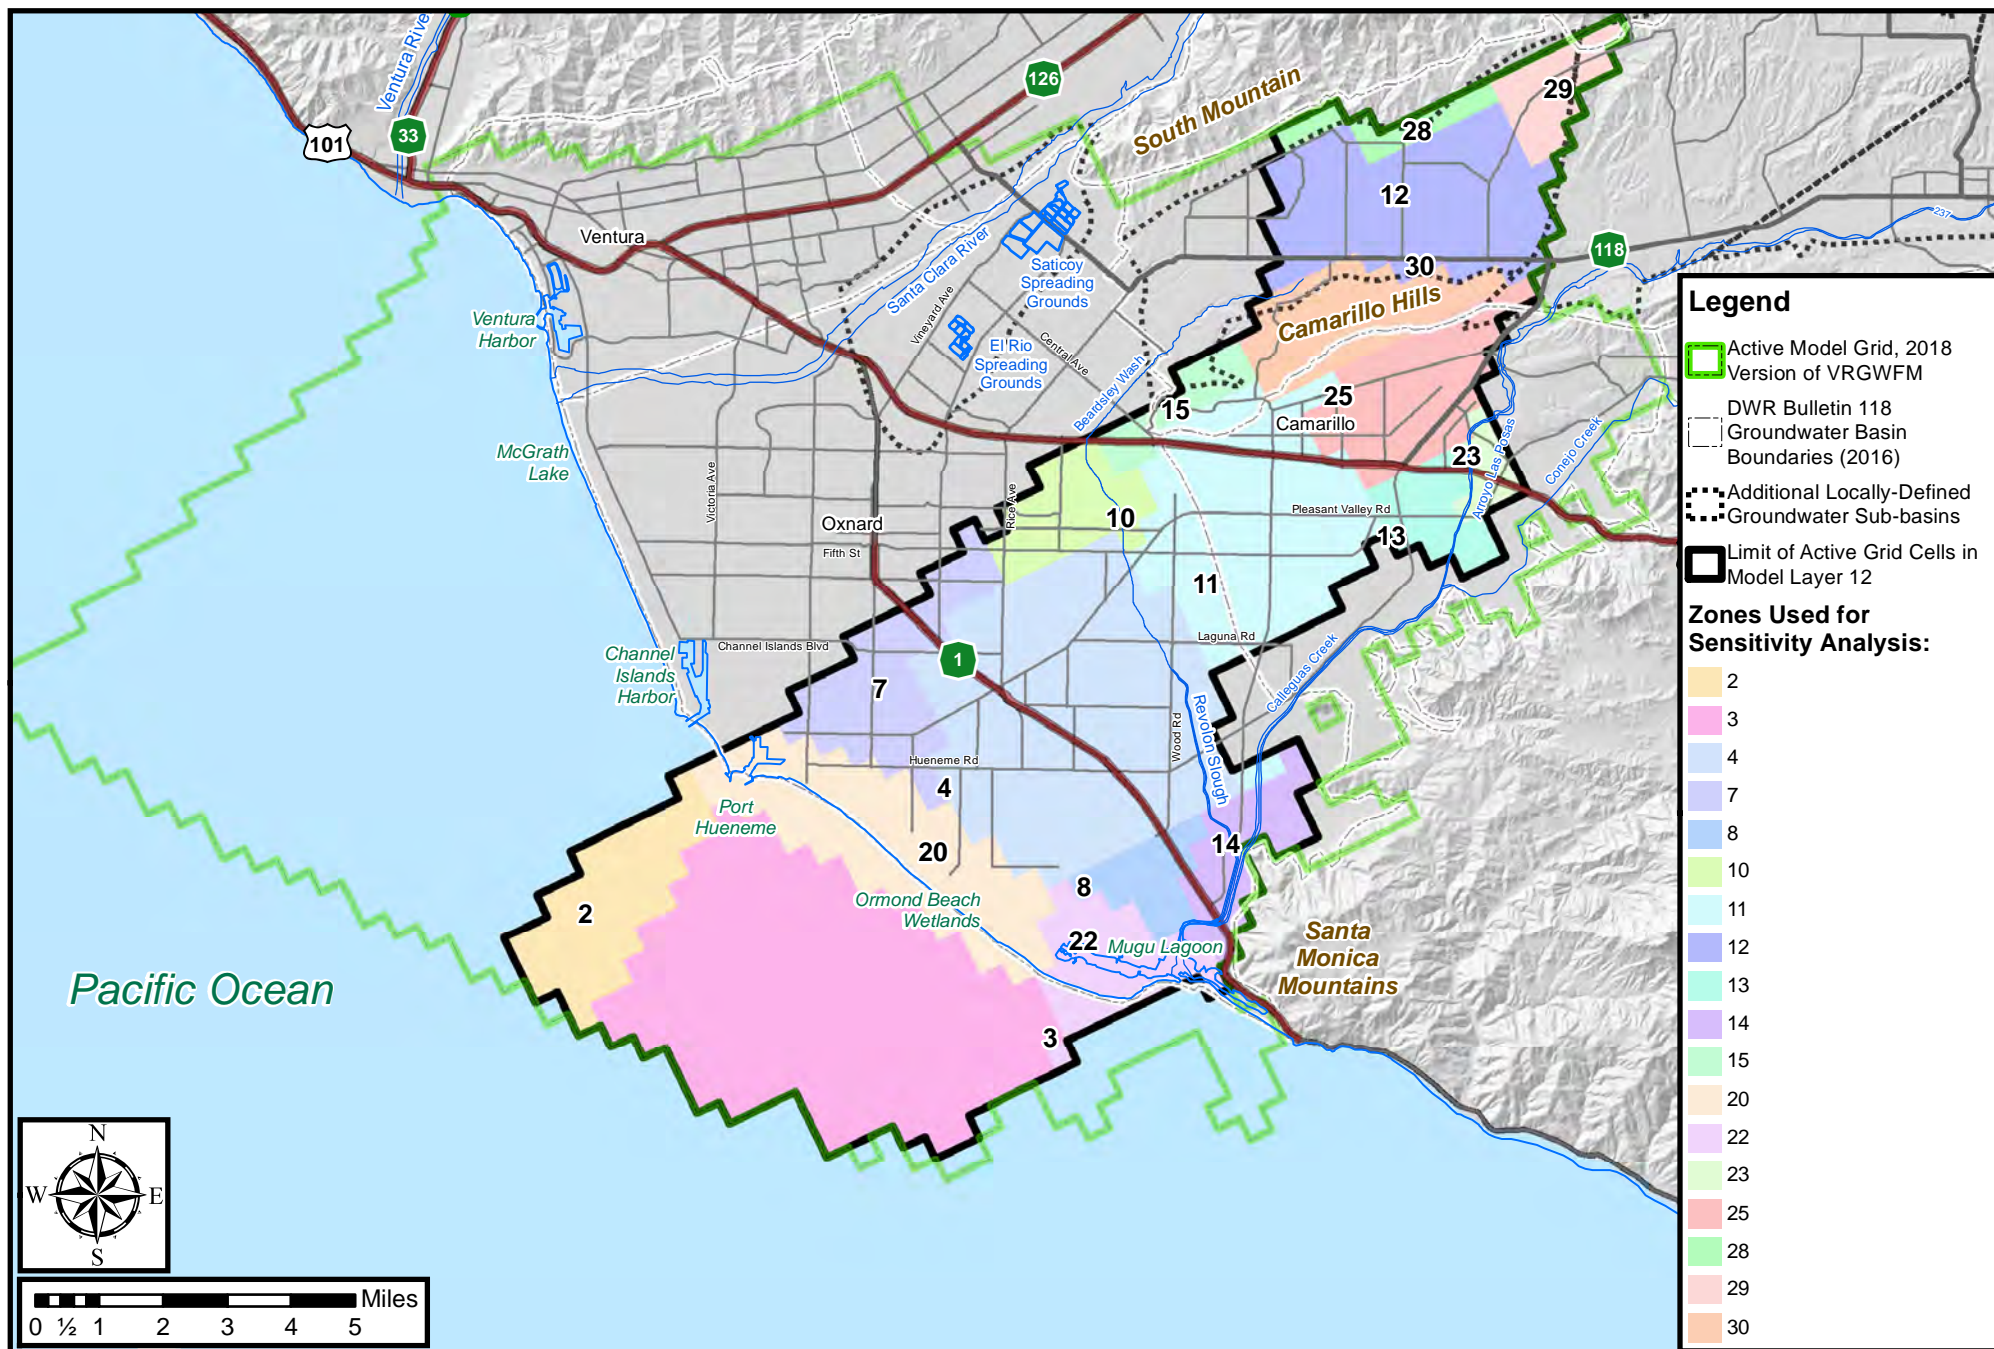 Ventura River
126
33
101
South Mountain
29
28
12
Ventura
Santa Clara River
Saticoy
Spreading
Grounds
118
237
30
Camarillo Hills
Ventura
Harbor
Vineyard Ave
El Rio
Spreading
Grounds
Central Ave
Beardsley Wash
15
25
Camarillo
23
Arroyo Las Posas
Conejo Creek
McGrath
Lake
Victoria Ave
Rice Ave
Oxnard
Fifth St
10
Pleasant Valley Rd
13
11
Channel Islands Blvd
Laguna Rd
Channel
Islands
Harbor
1
7
Calleguas Creek
Revolon Slough
Wood Rd
Hueneme Rd
4
Port
Hueneme
20
14
8
Ormond Beach
Wetlands
2
22
Mugu Lagoon
Santa
Monica
Mountains
Pacific Ocean
3
N
W
E
S
Miles
0 ½ 1 2 3 4 5
Legend
Active Model Grid, 2018
Version of VRGWFM
DWR Bulletin 118
Groundwater Basin
Boundaries (2016)
Additional Locally-Defined
Groundwater Sub-basins
Limit of Active Grid Cells in
Model Layer 12
Zones Used for
Sensitivity Analysis:
2
3
4
7
8
10
11
12
13
14
15
20
22
23
25
28
29
30